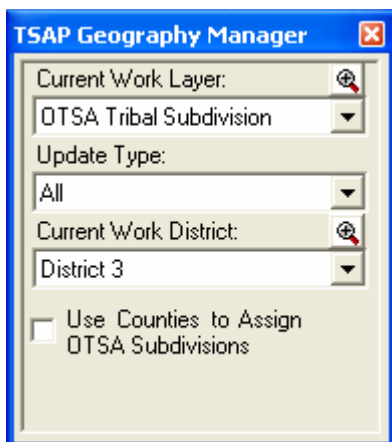 TSAP Geography Manager
Current Work Layer:
OTSA Tribal Subdivision
Update Type:
All
Current Work District:
District 3
Use Counties to Assign
OTSA Subdivisions